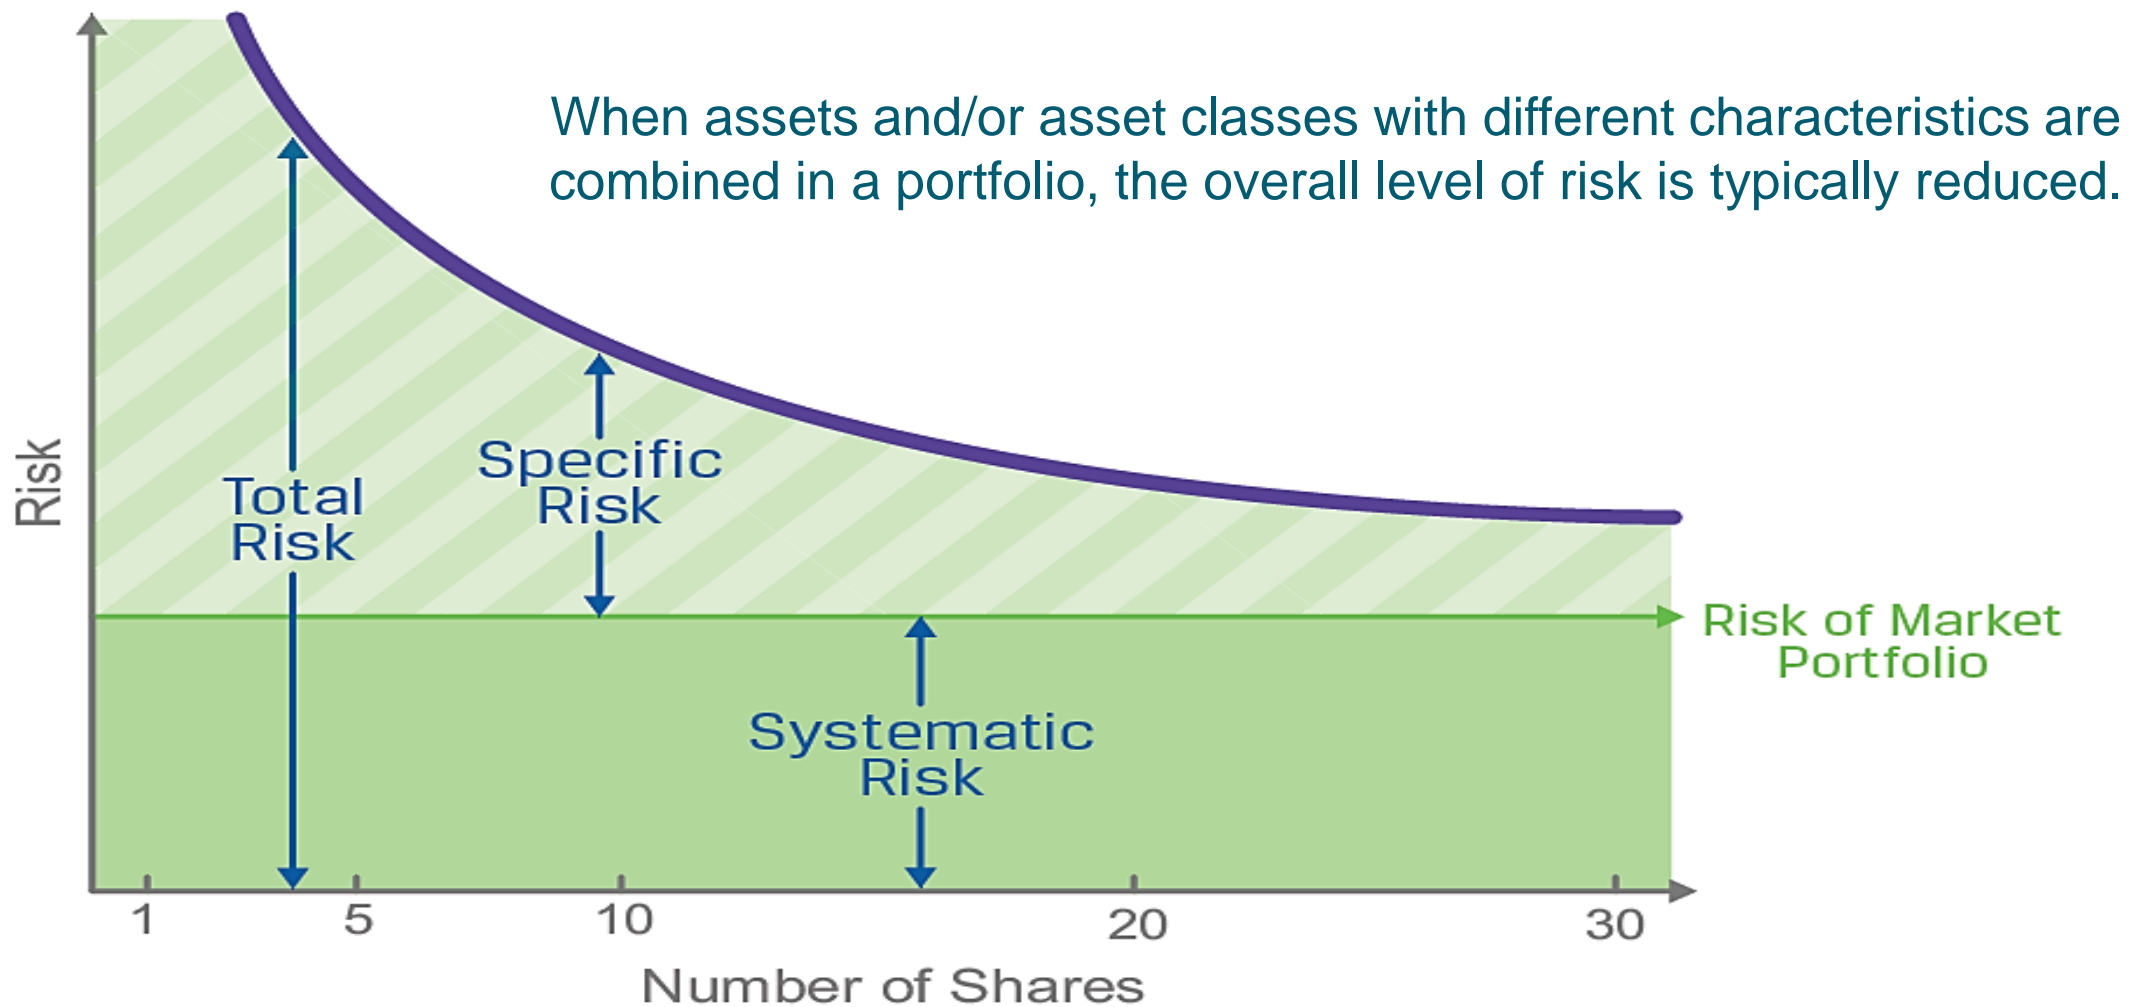 When assets and/or asset classes with different characteristics are
combined in a portfolio, the overall level of risk is typically reduced.
Risk
Total
Risk
Specific
Risk
Systematic
Risk
Risk of Market
Portfolio
1 5 10 20 30
Number of Shares